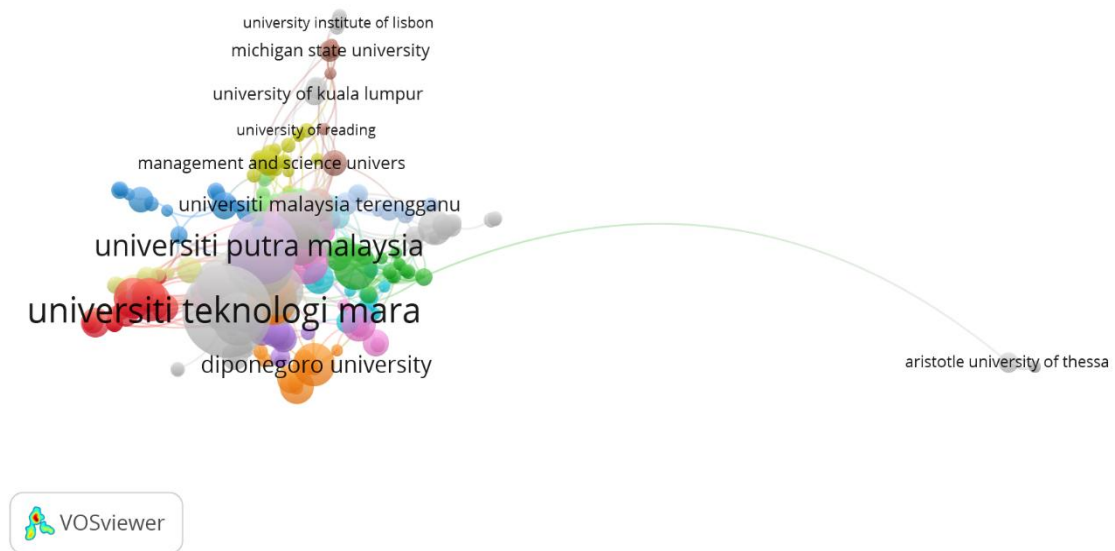 university institute of lisbon
michigan state university
university of kuala lumpur
university of reading
management and science univers
universiti malaysia terengganu
universiti putra malaysia
universiti teknologi mara
diponegoro university
aristotle university of thessa
VOSviewer